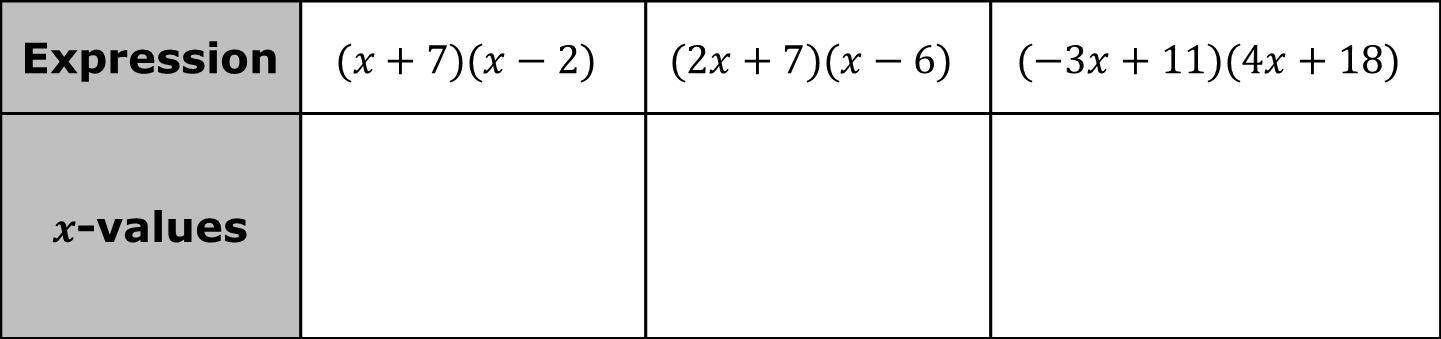 Expression (x + 7)(x − 2) (2x + 7)(x − 6) (−3x + 11)(4x + 18)
x-values